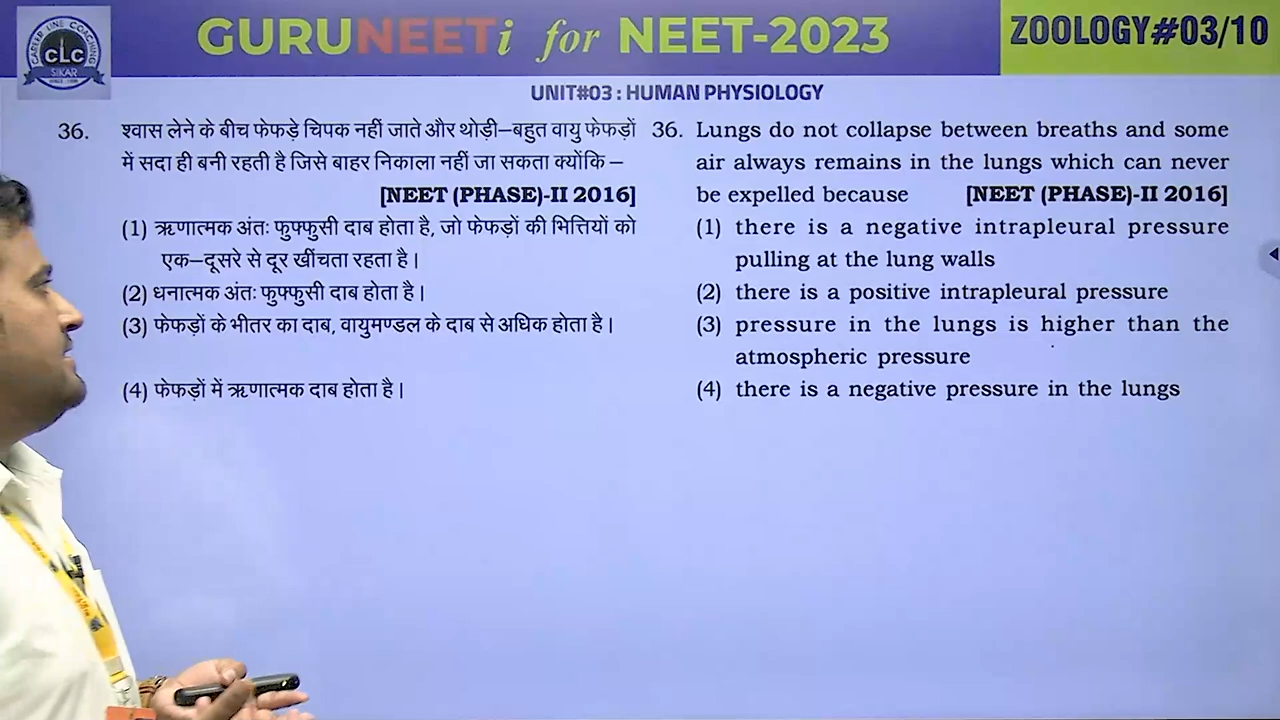 GURUNEETi for NEET-2023
ZOOLOGY#03/10
CAREER LINE COACHING
CLC
SIKAR
UNIT#03 : HUMAN PHYSIOLOGY
36. श्वास लेने के बीच फेफड़े चिपक नहीं जाते और थोड़ी–बहुत वायु फेफड़ों
में सदा ही बनी रहती है जिसे बाहर निकाला नहीं जा सकता क्योंकि –
[NEET (PHASE)-II 2016]
(1) ऋणात्मक अंतः फुफ्फुसी दाब होता है, जो फेफड़ों की भित्तियों को
एक–दूसरे से दूर खींचता रहता है।
(2) धनात्मक अंतः फुफ्फुसी दाब होता है।
(3) फेफड़ों के भीतर का दाब, वायुमण्डल के दाब से अधिक होता है।
(4) फेफड़ों में ऋणात्मक दाब होता है।
36. Lungs do not collapse between breaths and some
air always remains in the lungs which can never
be expelled because [NEET (PHASE)-II 2016]
(1) there is a negative intrapleural pressure
pulling at the lung walls
(2) there is a positive intrapleural pressure
(3) pressure in the lungs is higher than the
atmospheric pressure
(4) there is a negative pressure in the lungs